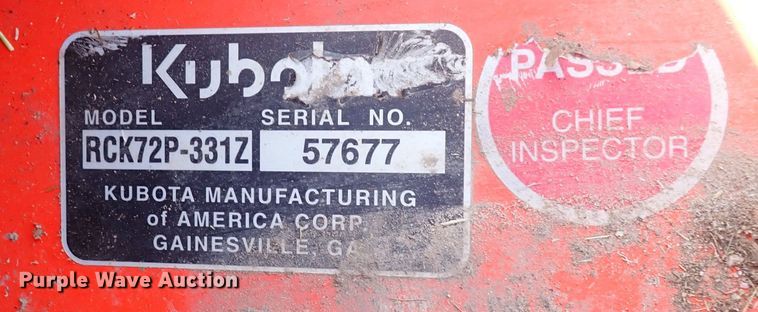 Kubota
MODEL SERIAL NO.
RCK72P-331Z 57677
KUBOTA MANUFACTURING
of AMERICA CORP.
GAINESVILLE, GA
PASSED
CHIEF
INSPECTOR
Purple Wave Auction